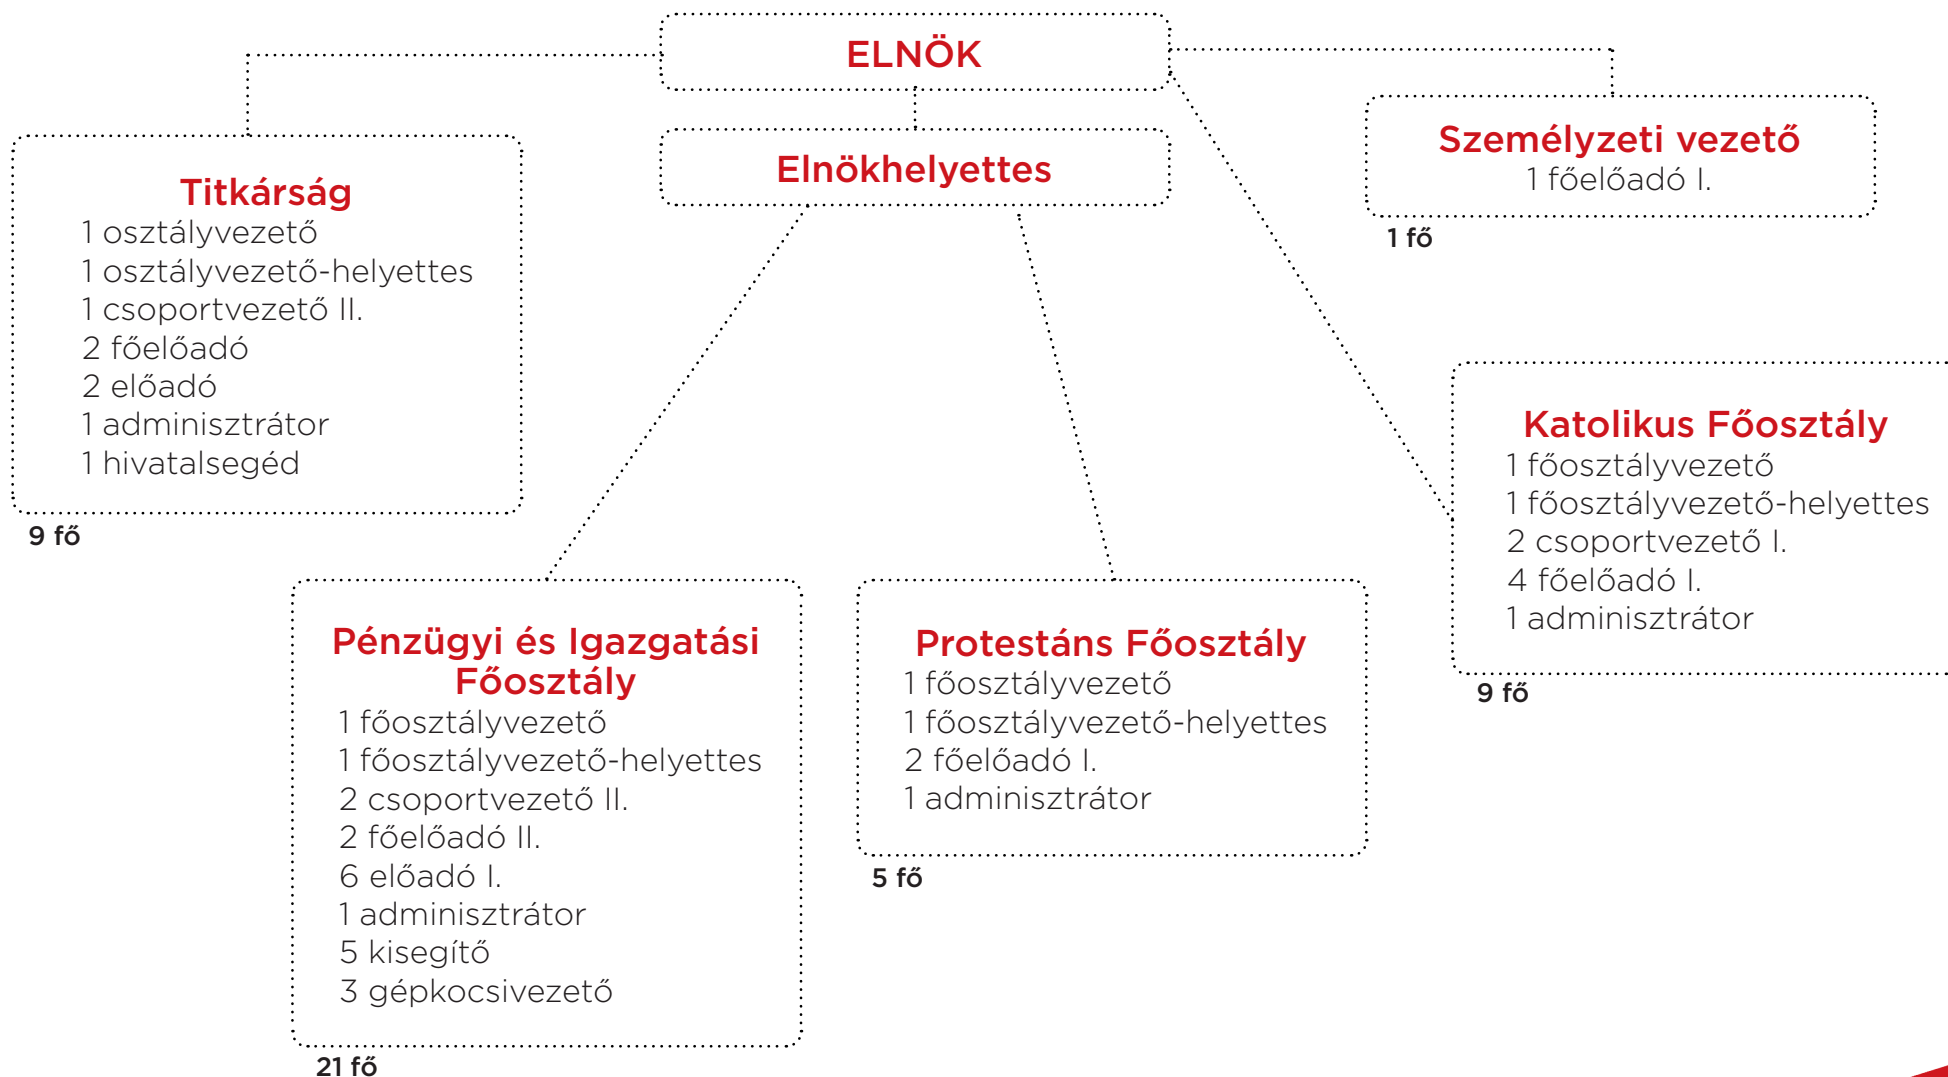 ELNÖK
Elnökhelyettes
Személyzeti vezető
1 főelőadó I.
1 fő
Titkárság
1 osztályvezető
1 osztályvezető-helyettes
1 csoportvezető II.
2 főelőadó
2 előadó
1 adminisztrátor
1 hivatalsegéd
9 fő
Katolikus Főosztály
1 főosztályvezető
1 főosztályvezető-helyettes
2 csoportvezető I.
4 főelőadó I.
1 adminisztrátor
9 fő
Pénzügyi és Igazgatási
Főosztály
1 főosztályvezető
1 főosztályvezető-helyettes
2 csoportvezető II.
2 főelőadó II.
6 előadó I.
1 adminisztrátor
5 kisegítő
3 gépkocsivezető
21 fő
Protestáns Főosztály
1 főosztályvezető
1 főosztályvezető-helyettes
2 főelőadó I.
1 adminisztrátor
5 fő